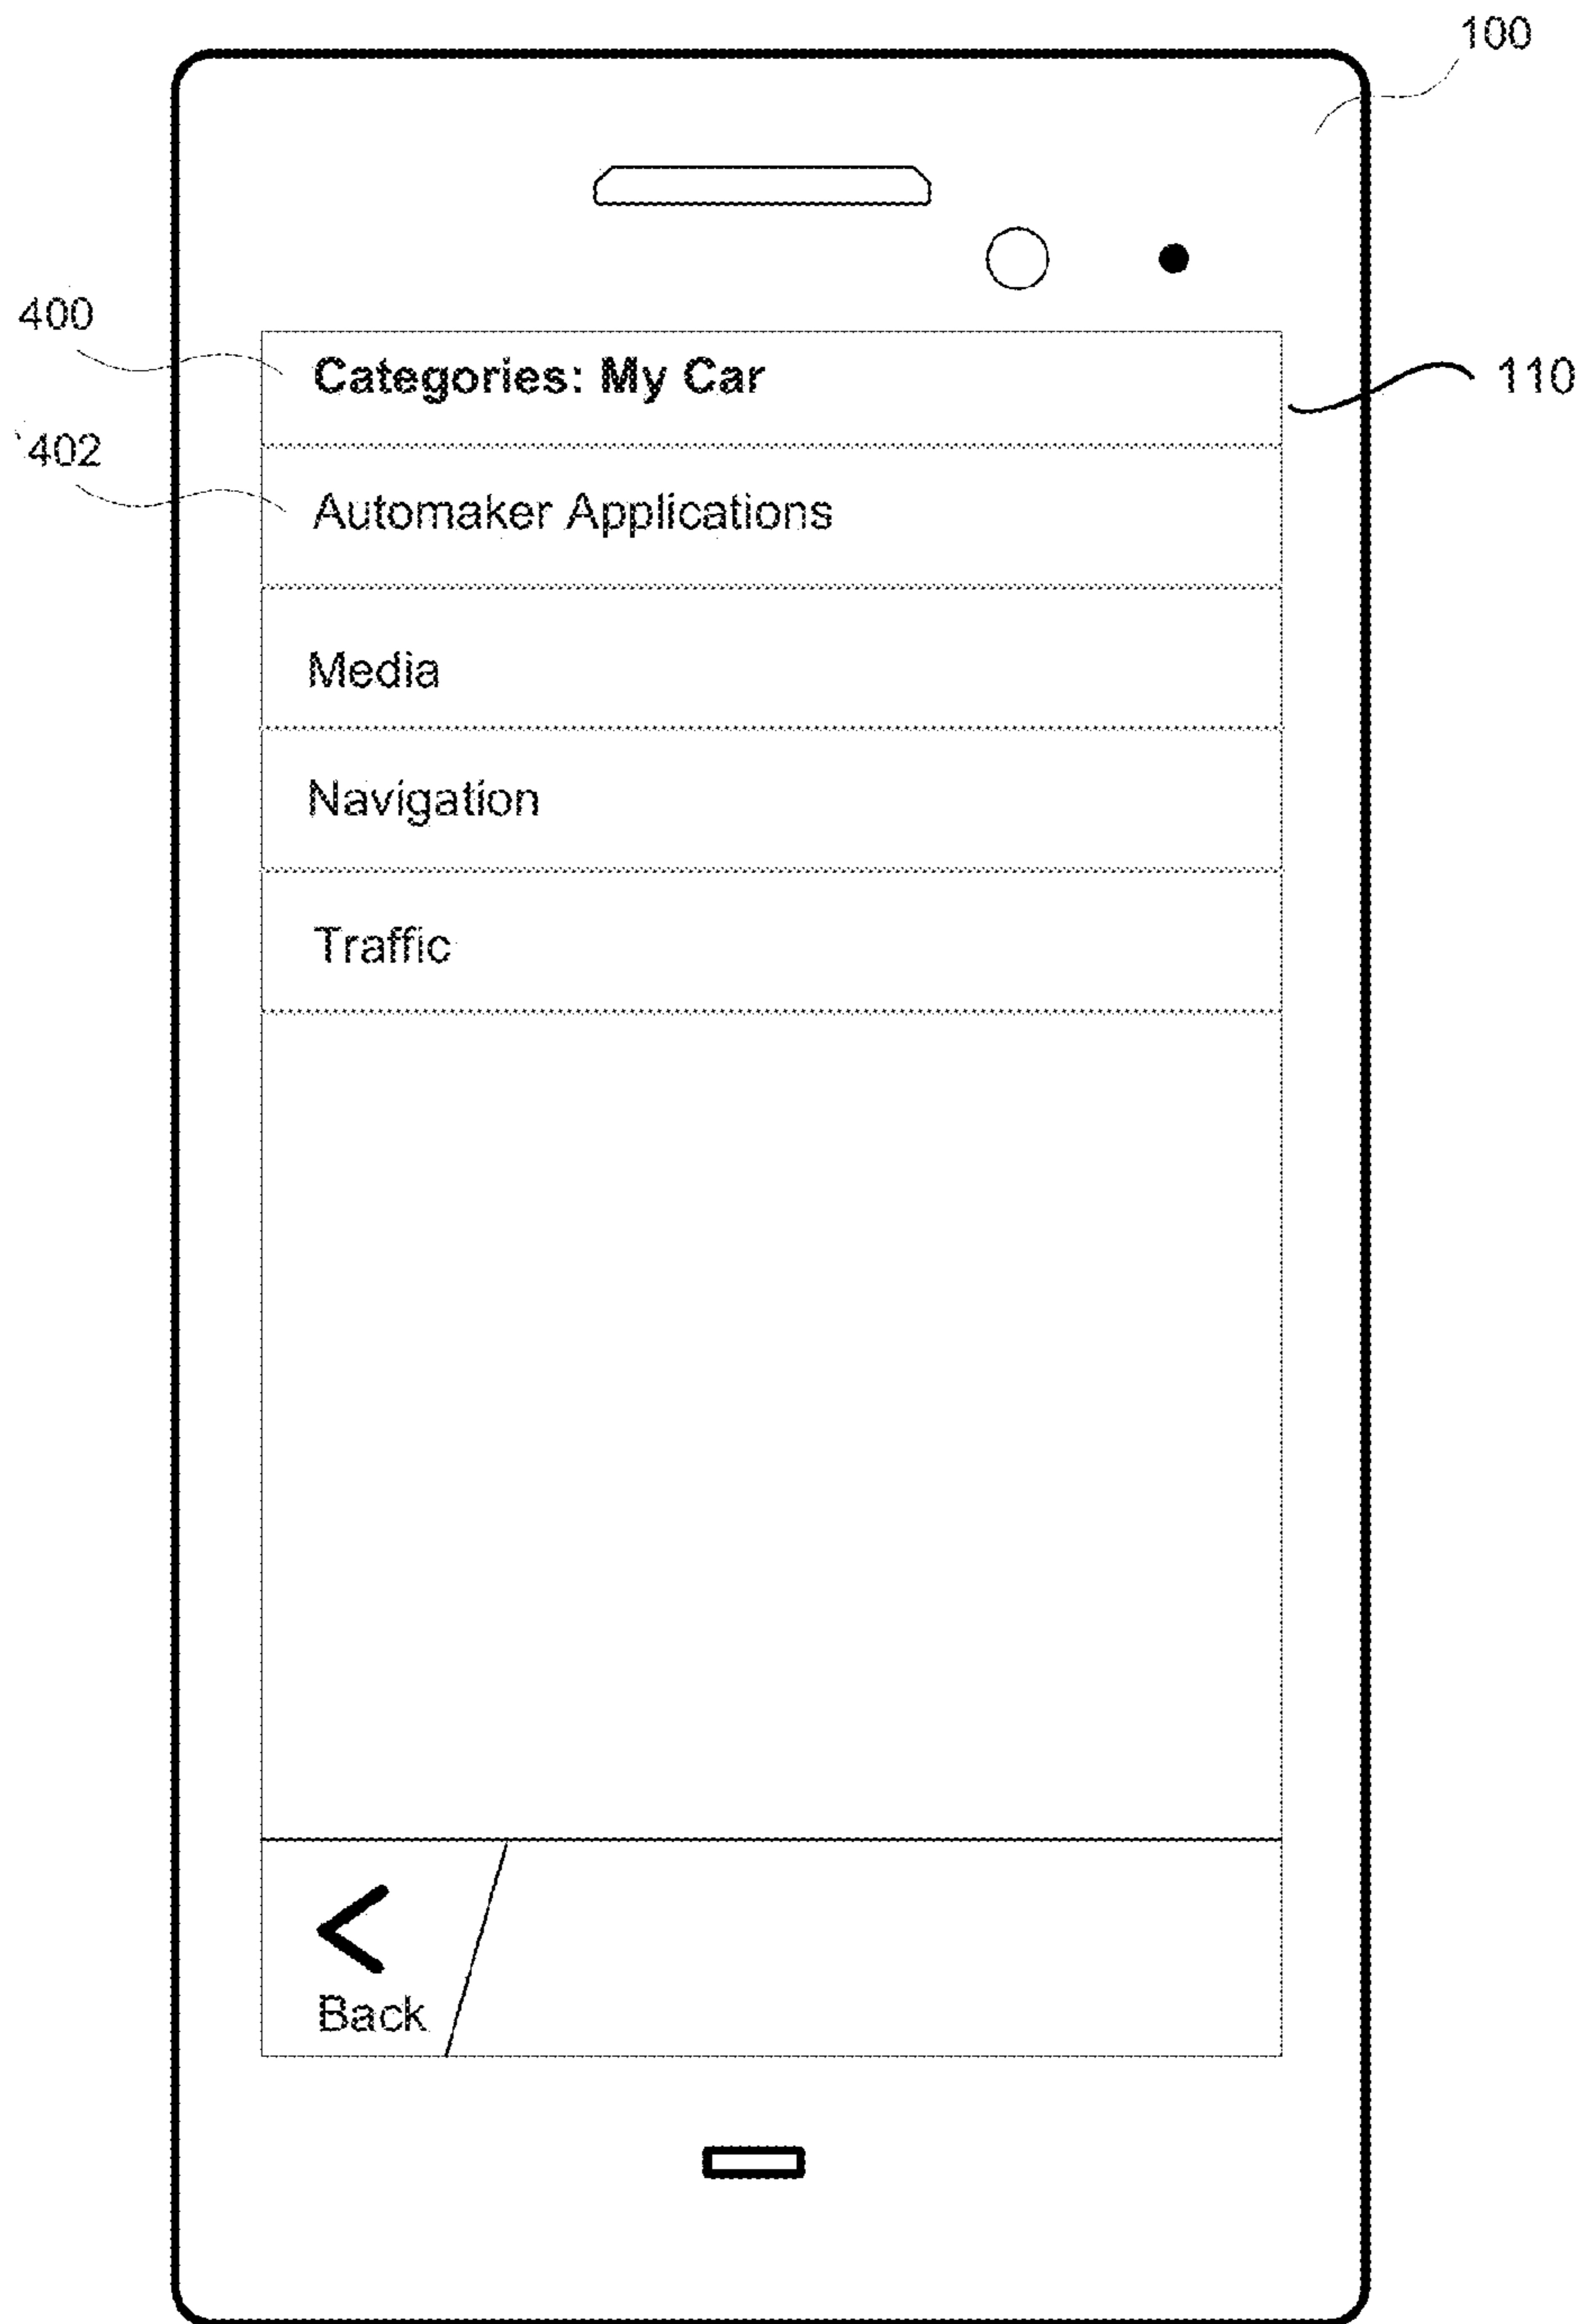 100
400
Categories: My Car
110
402
Automaker Applications
Media
Navigation
Traffic
Back